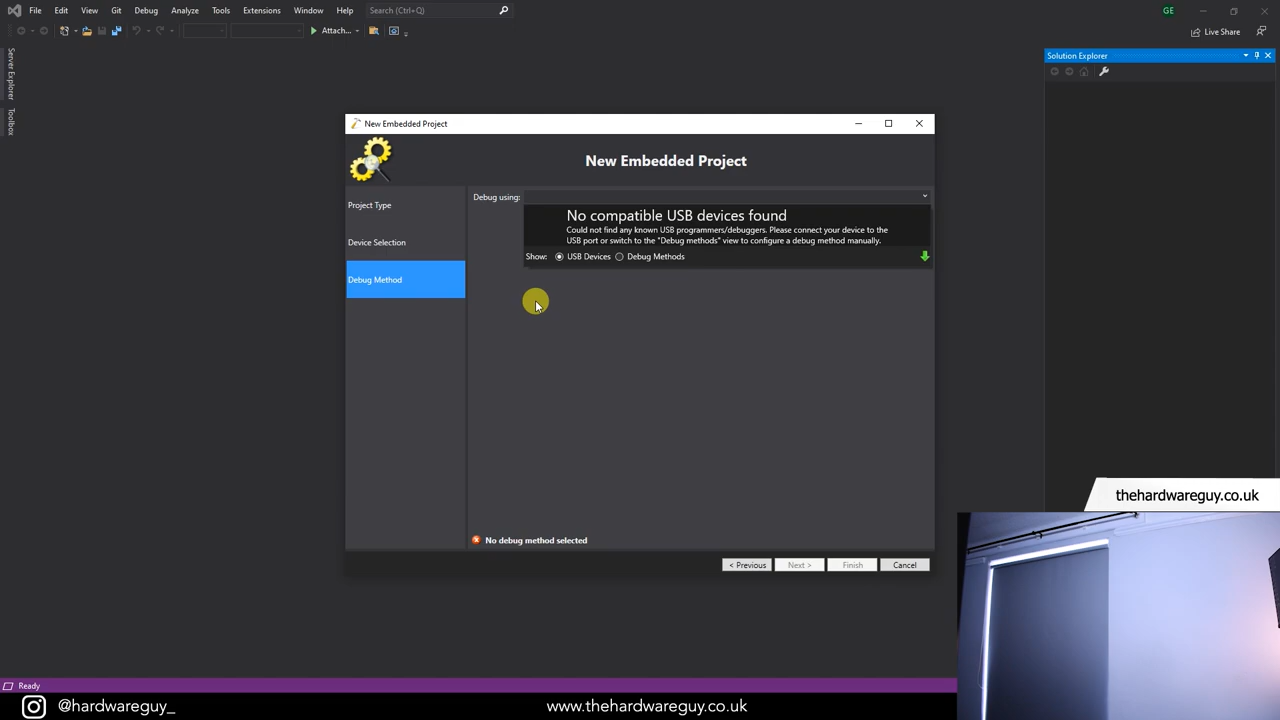 File Edit View Git Debug Analyze Tools Extensions Window Help Search (Ctrl+Q) GE
Attach... Live Share
Server Explorer
Toolbox
Solution Explorer
New Embedded Project
New Embedded Project
Project Type
Device Selection
Debug Method
Debug using:
No compatible USB devices found
Could not find any known USB programmers/debuggers. Please connect your device to the
USB port or switch to the "Debug methods" view to configure a debug method manually.
Show: USB Devices Debug Methods
No debug method selected
< Previous Next > Finish Cancel
thehardwareguy.co.uk
Ready
@hardwareguy_ www.thehardwareguy.co.uk